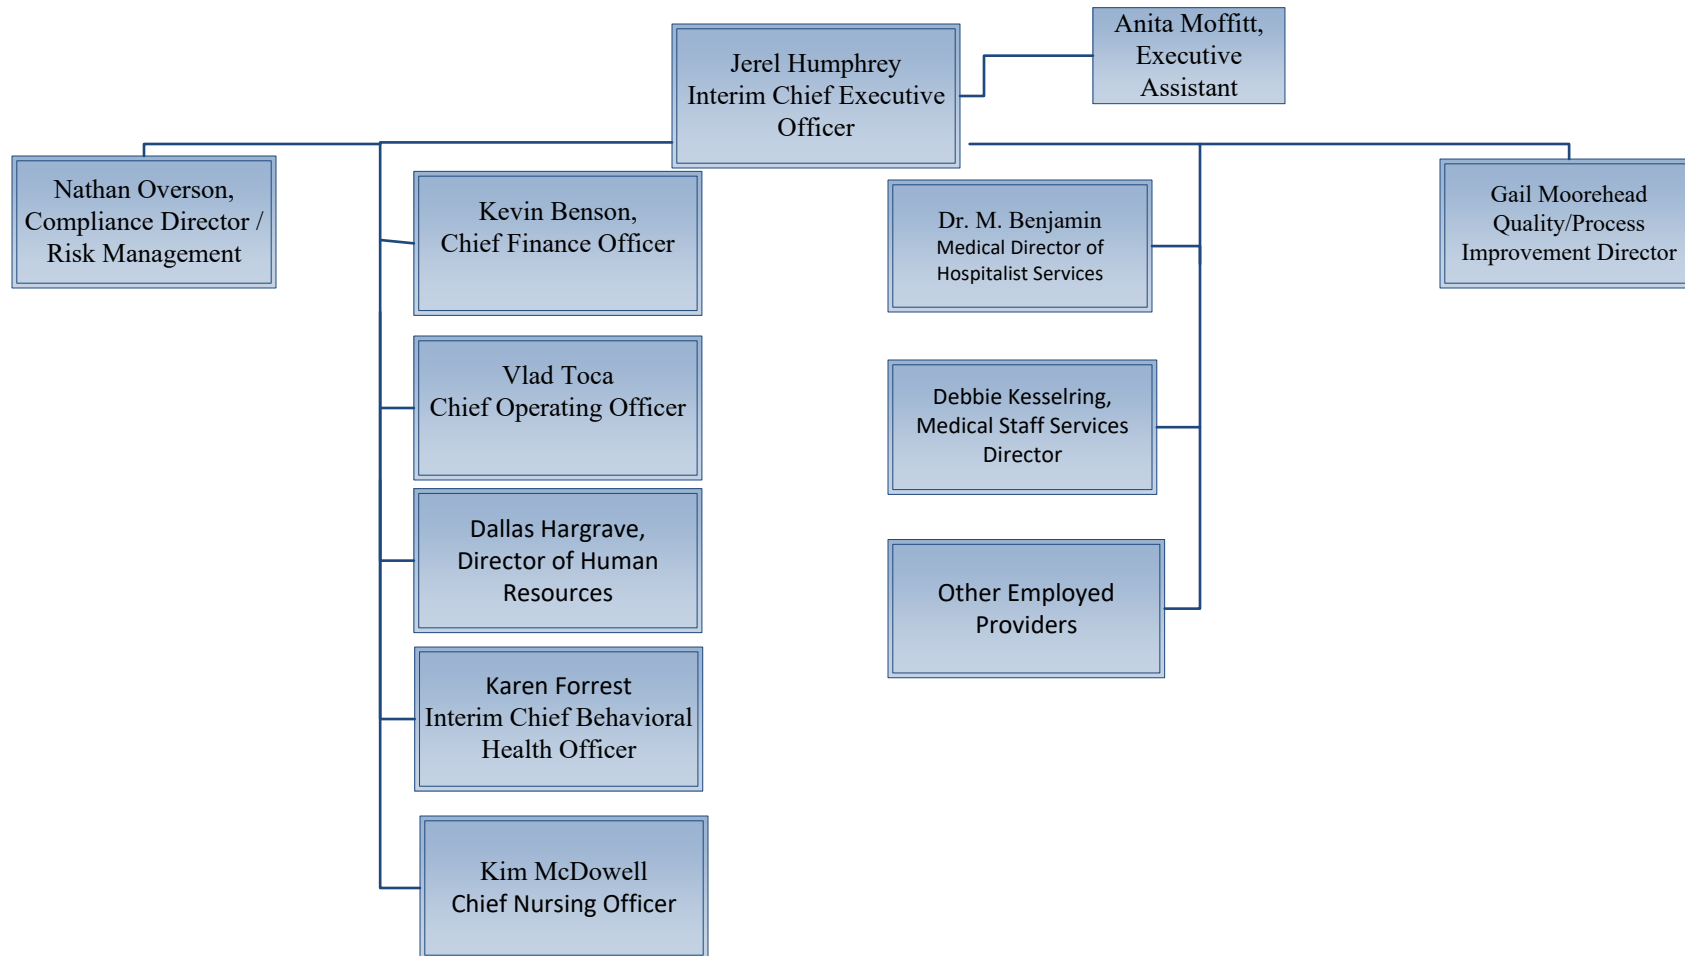 Jerel Humphrey
Interim Chief Executive
Officer
Anita Moffitt,
Executive
Assistant
Nathan Overson,
Compliance Director /
Risk Management
Kevin Benson,
Chief Finance Officer
Vlad Toca
Chief Operating Officer
Dallas Hargrave,
Director of Human
Resources
Karen Forrest
Interim Chief Behavioral
Health Officer
Kim McDowell
Chief Nursing Officer
Dr. M. Benjamin
Medical Director of
Hospitalist Services
Debbie Kesselring,
Medical Staff Services
Director
Other Employed
Providers
Gail Moorehead
Quality/Process
Improvement Director